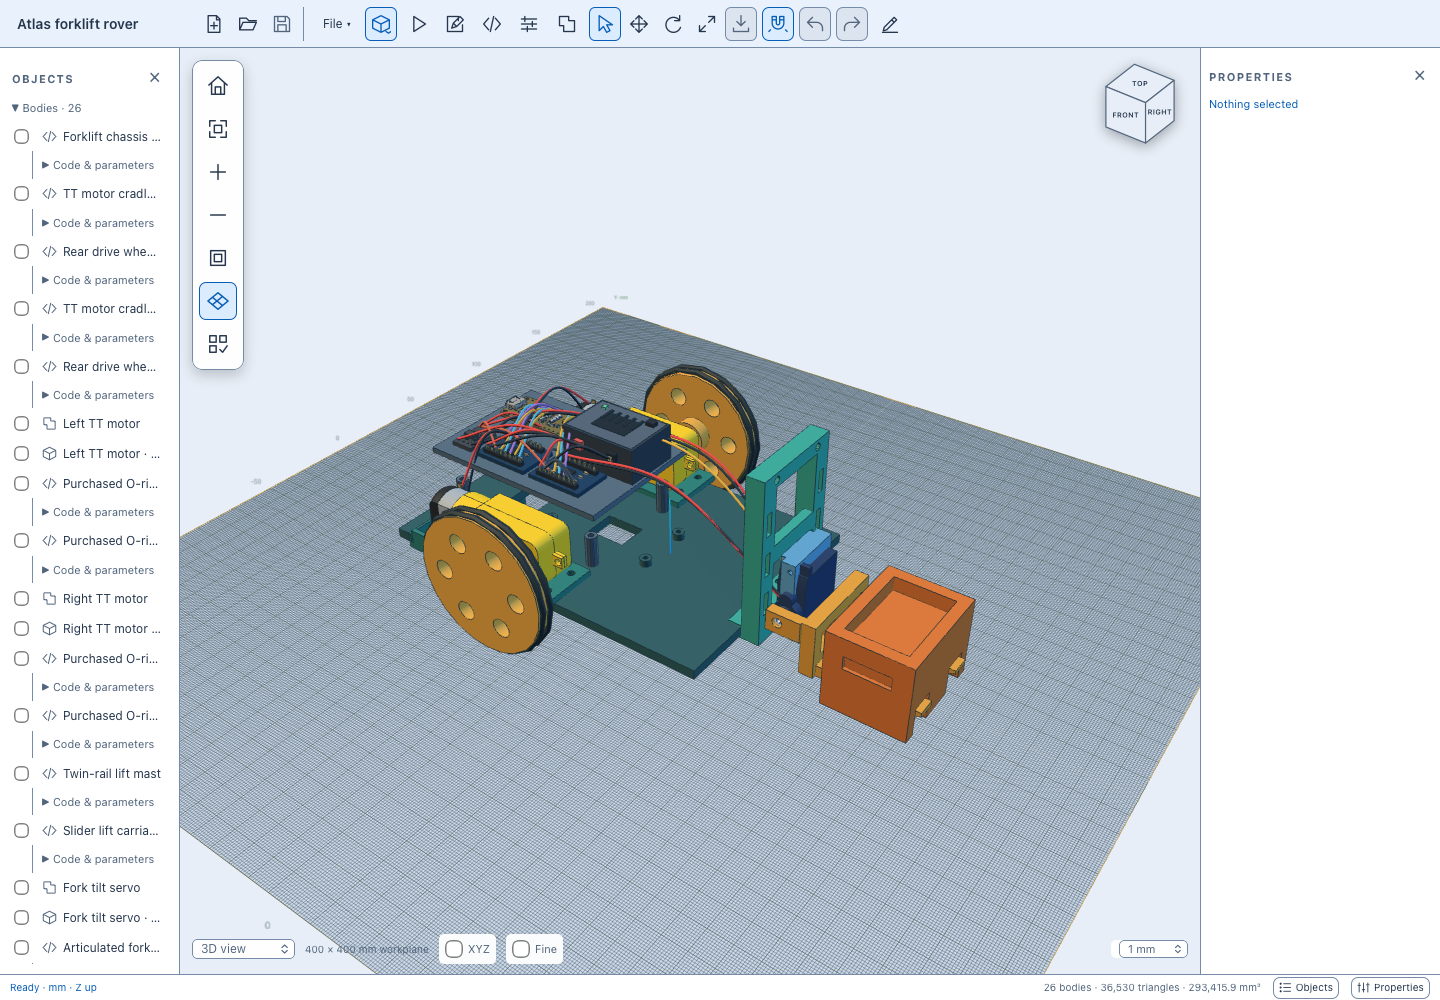 Atlas forklift rover
File
OBJECTS
Bodies · 26
Forklift chassis ...
Code & parameters
TT motor cradl...
Code & parameters
Rear drive whe...
Code & parameters
TT motor cradl...
Code & parameters
Rear drive whe...
Code & parameters
Left TT motor
Left TT motor · ...
Purchased O-ri...
Code & parameters
Purchased O-ri...
Code & parameters
Right TT motor
Right TT motor ...
Purchased O-ri...
Code & parameters
Purchased O-ri...
Code & parameters
Twin-rail lift mast
Code & parameters
Slider lift carria...
Code & parameters
Fork tilt servo
Fork tilt servo · ...
Articulated fork...
TOP
FRONT
RIGHT
0
3D view
400 × 400 mm workplane
XYZ
Fine
1 mm
PROPERTIES
Nothing selected
Ready · mm · Z up
26 bodies · 36,530 triangles · 293,415.9 mm³
Objects
Properties